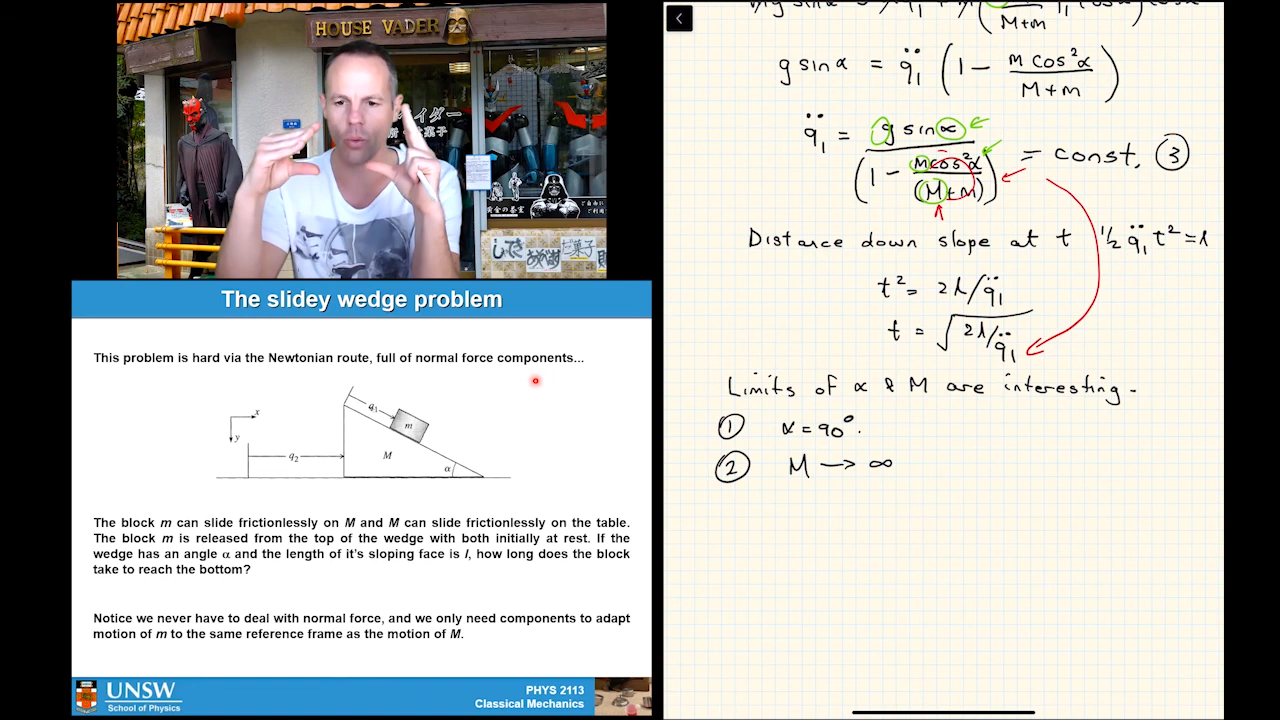 HOUSE VADER
The slidey wedge problem
This problem is hard via the Newtonian route, full of normal force components...
q₁
m
x
y
q₂
M
α
The block m can slide frictionlessly on M and M can slide frictionlessly on the table.
The block m is released from the top of the wedge with both initially at rest. If the
wedge has an angle α and the length of it's sloping face is l, how long does the block
take to reach the bottom?
Notice we never have to deal with normal force, and we only need components to adapt
motion of m to the same reference frame as the motion of M.
UNSW
School of Physics
PHYS 2113
Classical Mechanics
M+m
g sinα = q̈₁ (1 - m cos²α / M+m)
q̈₁ = g sinα / (1 - m cos²α / (M+m)) = const. ③
Distance down slope at t ½ q̈₁ t² = l
t² = 2l/q̈₁
t = √2l/q̈₁
Limits of α & M are interesting -
① α = 90°.
② M → ∞